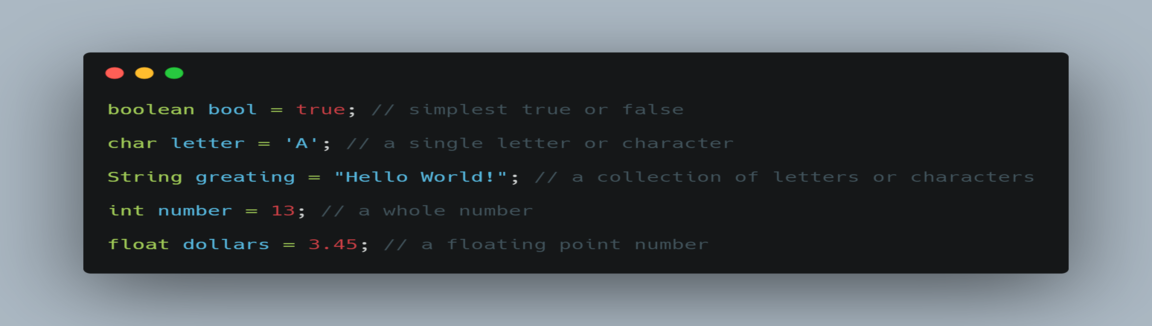 boolean bool = true; // simplest true or false
char letter = 'A'; // a single letter or character
String greating = "Hello World!"; // a collection of letters or characters
int number = 13; // a whole number
float dollars = 3.45; // a floating point number